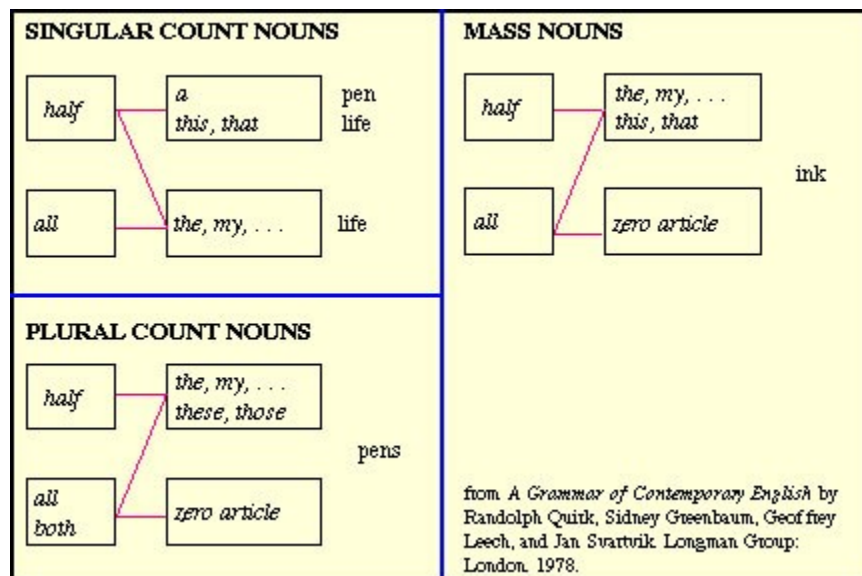 SINGULAR COUNT NOUNS
half
a
this, that
pen
life
all
the, my, . . .
life
PLURAL COUNT NOUNS
half
the, my, . . .
these, those
pens
all
both
zero article
MASS NOUNS
half
the, my, . . .
this, that
ink
all
zero article
from A Grammar of Contemporary English by
Randolph Quirk, Sidney Greenbaum, Geoffrey
Leech, and Jan Svartvik. Longman Group:
London. 1978.